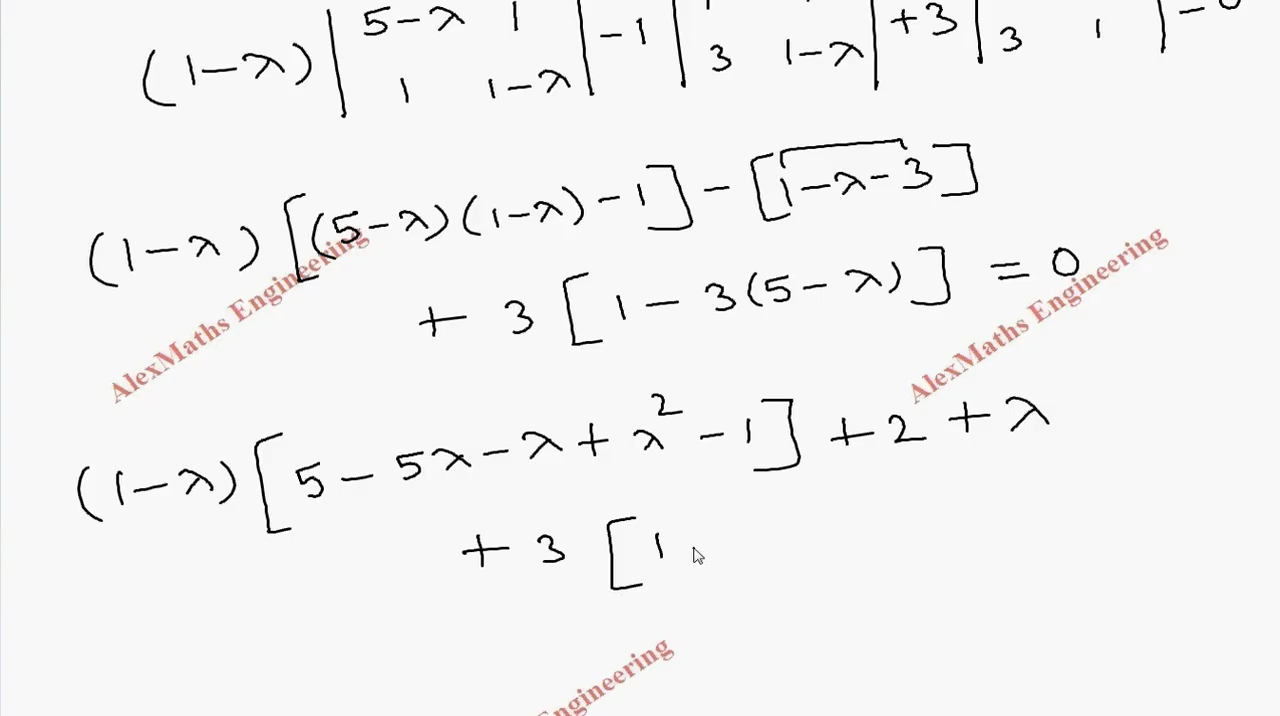 (1-λ) | 5-λ 1 | -1 | | +3 | | = 0
| 1 1-λ | | 3 1-λ | | 3 1 |
(1-λ) [(5-λ)(1-λ)-1] - [1-λ-3]
+ 3 [1 - 3(5-λ)] = 0
AlexMaths Engineering
AlexMaths Engineering
(1-λ) [5 - 5λ - λ + λ² - 1] + 2 + λ
+ 3 [1
Engineering